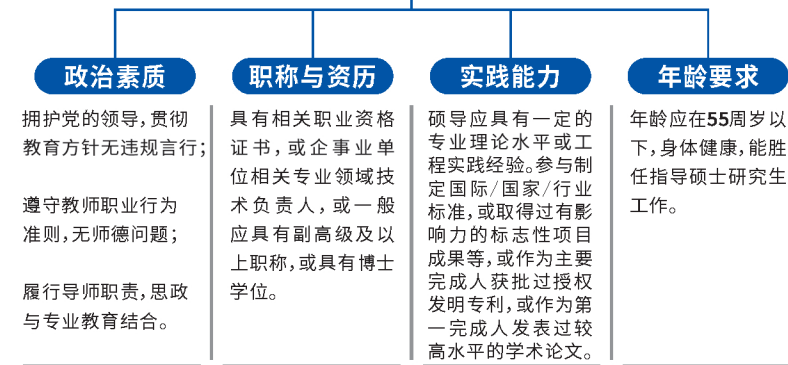 政治素质
拥护党的领导，贯彻
教育方针无违规言行；
遵守教师职业行为
准则，无师德问题；
履行导师职责，思政
与专业教育结合。
职称与资历
具有相关职业资格
证书，或企事业单
位相关专业领域技
术负责人，或一般
应具有副高级及以
上职称，或具有博士
学位。
实践能力
硕导应具有一定的
专业理论水平或工
程实践经验。参与制
定国际/国家/行业
标准，或取得过有影
响力的标志性项目
成果等，或作为主要
完成人获批过授权
发明专利，或作为第
一完成人发表过较
高水平的学术论文。
年龄要求
年龄应在55周岁以
下，身体健康，能胜
任指导硕士研究生
工作。